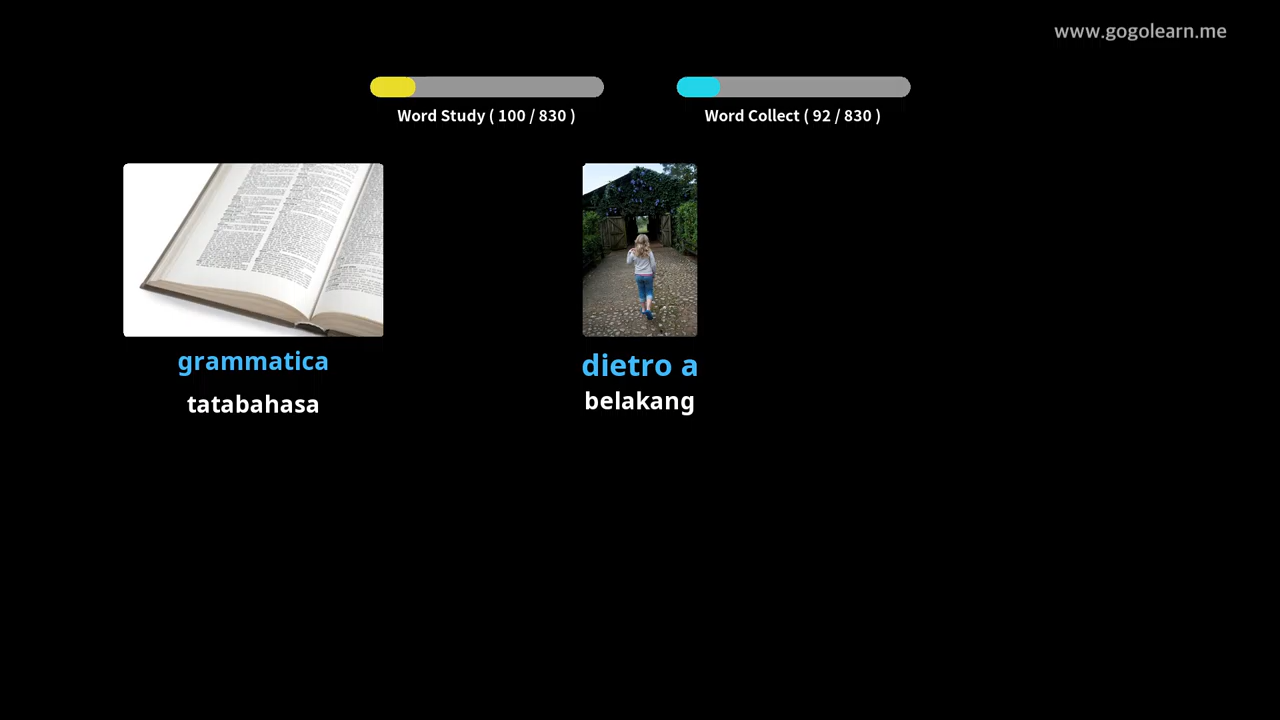 www.gogolearn.me
Word Study ( 100 / 830 )
Word Collect ( 92 / 830 )
grammatica
tatabahasa
dietro a
belakang